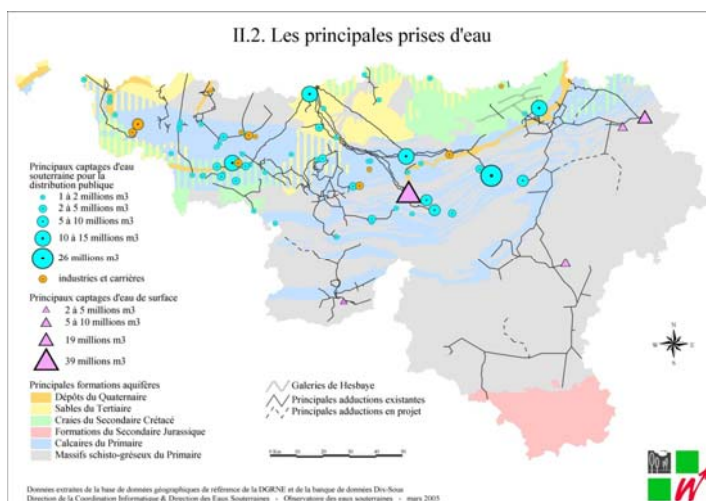 II.2. Les principales prises d'eau
Principaux captages d'eau
souterraine pour la
distribution publique
1 à 2 millions m3
2 à 5 millions m3
5 à 10 millions m3
10 à 15 millions m3
26 millions m3
industries et carrières
Principaux captages d'eau de surface
2 à 5 millions m3
5 à 10 millions m3
19 millions m3
39 millions m3
Principales formations aquifères
Dépôts du Quaternaire
Sables du Tertiaire
Craies du Secondaire Crétacé
Formations du Secondaire Jurassique
Calcaires du Primaire
Massifs schisto-gréseux du Primaire
Galeries de Hesbaye
Principales adductions existantes
Principales adductions en projet
N
W
E
S
Données extraites de la base de données géographiques de référence de la DGRNE et de la banque de données Dix-Sous
Direction de la Coordination Informatique & Direction des Eaux Souterraines - Observatoire des eaux souterraines - mars 2005